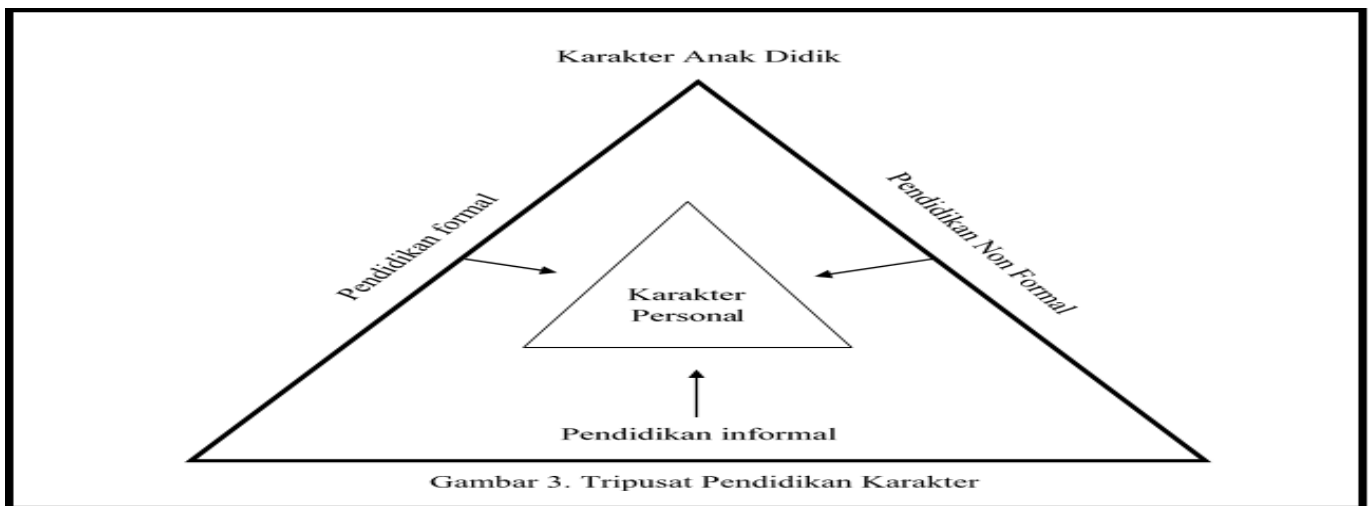 Karakter Anak Didik
Pendidikan formal
Pendidikan Non Formal
Karakter
Personal
Pendidikan informal
Gambar 3. Tripusat Pendidikan Karakter